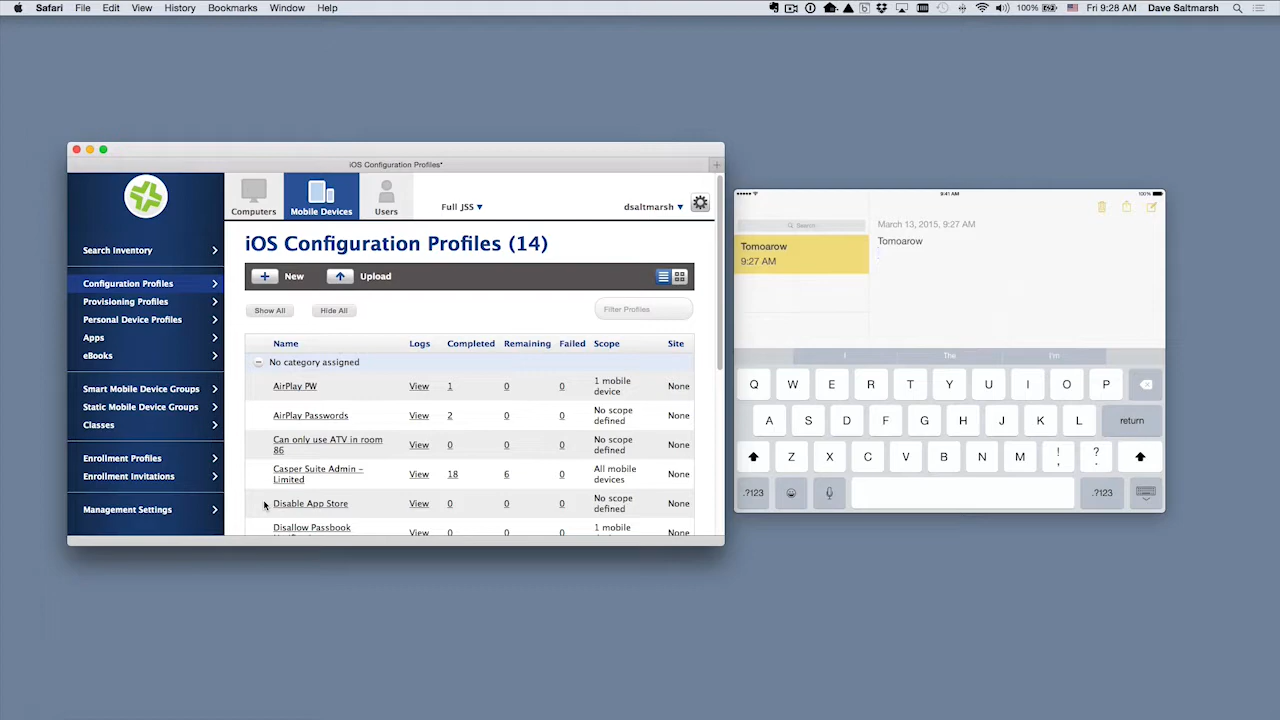 Safari File Edit View History Bookmarks Window Help 100% Fri 9:28 AM Dave Saltmarsh
iOS Configuration Profiles*
Computers Mobile Devices Users Full JSS dsaltmarsh
Search Inventory
Configuration Profiles
Provisioning Profiles
Personal Device Profiles
Apps
eBooks
Smart Mobile Device Groups
Static Mobile Device Groups
Classes
Enrollment Profiles
Enrollment Invitations
Management Settings
iOS Configuration Profiles (14)
New Upload
Show All Hide All Filter Profiles
Name Logs Completed Remaining Failed Scope Site
No category assigned
AirPlay PW View 1 0 0 1 mobile device None
AirPlay Passwords View 2 0 0 No scope defined None
Can only use ATV in room 86 View 0 0 0 No scope defined None
Casper Suite Admin - Limited View 18 6 0 All mobile devices None
Disable App Store View 0 0 0 No scope defined None
Disallow Passbook View 0 0 0 1 mobile None
9:41 AM 100%
Search
Tomoarow
9:27 AM
March 13, 2015, 9:27 AM
Tomoarow
I The I'm
Q W E R T Y U I O P
A S D F G H J K L return
Z X C V B N M ! , ? .
.?123 .?123